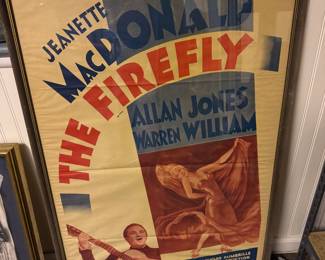 JEANETTE
MACDONALD
THE FIREFLY
ALLAN JONES
WARREN WILLIAM